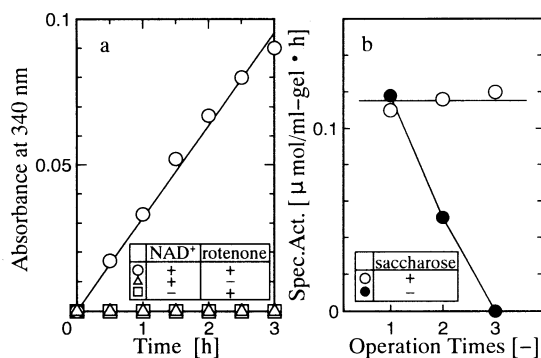 a
Absorbance at 340 nm
0.1
0.05
0
0 1 2 3
Time [h]
NAD+ rotenone
○ + +
△ + −
□ − +
b
Spec.Act. [μmol/ml-gel・h]
0.1
0
1 2 3
Operation Times [-]
saccharose
○ +
● −